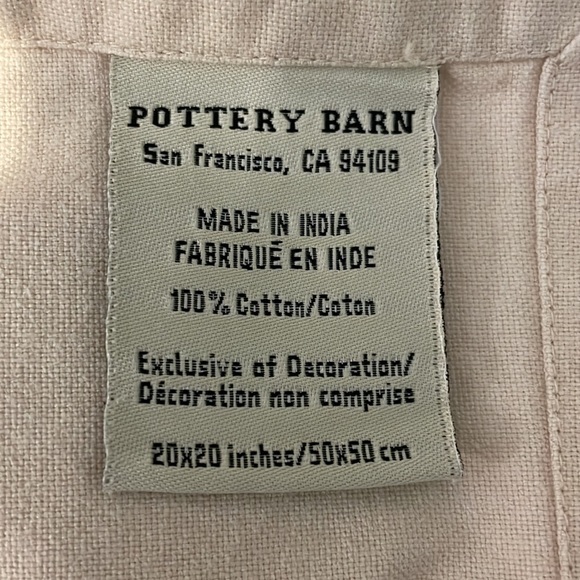 POTTERY BARN
San Francisco, CA 94109
MADE IN INDIA
FABRIQUÉ EN INDE
100% Cotton/Coton
Exclusive of Decoration/
Décoration non comprise
20x20 inches/50x50 cm